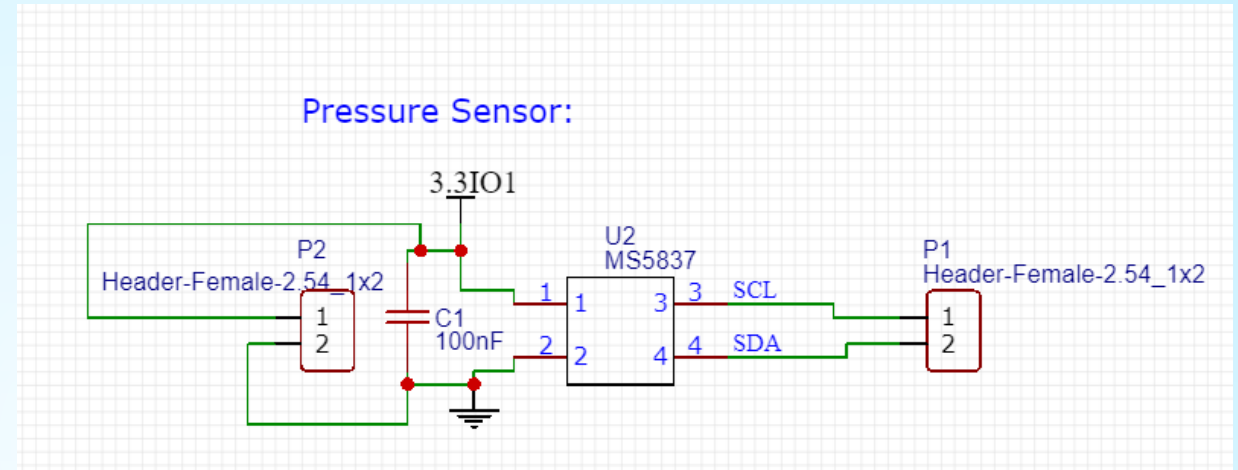 Pressure Sensor:
3.3IO1
P2
Header-Female-2.54_1x2
1
2
C1
100nF
U2
MS5837
1
2
1
2
3
4
3
4
SCL
SDA
P1
Header-Female-2.54_1x2
1
2